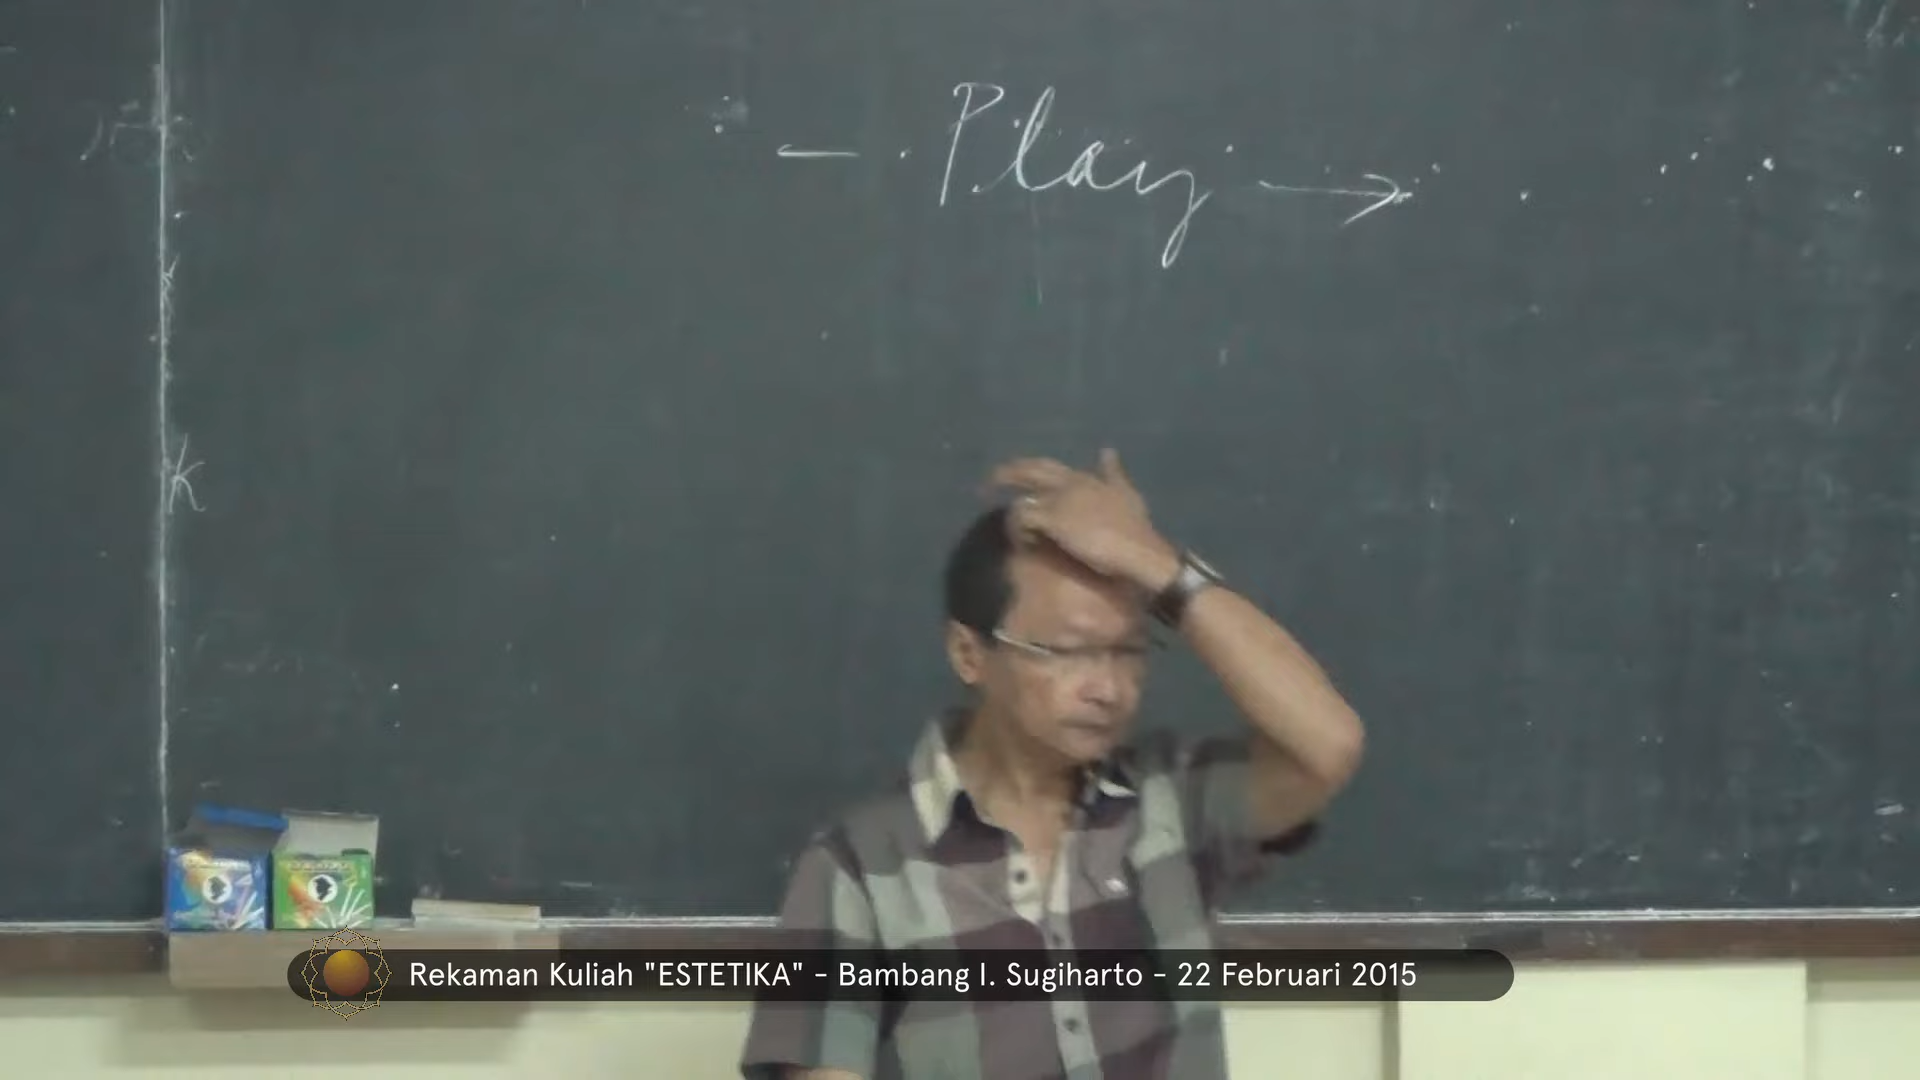 — Play →
K
Rekaman Kuliah "ESTETIKA" - Bambang I. Sugiharto - 22 Februari 2015